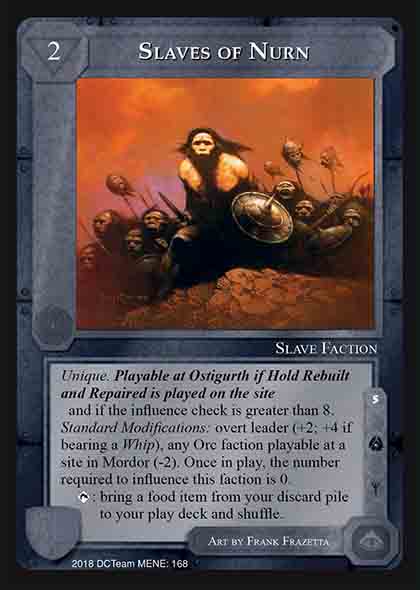 2
SLAVES OF NURN
SLAVE FACTION
Unique. Playable at Ostigurth if Hold Rebuilt
and Repaired is played on the site
and if the influence check is greater than 8.
Standard Modifications: overt leader (+2; +4 if
bearing a Whip), any Orc faction playable at a
site in Mordor (-2). Once in play, the number
required to influence this faction is 0.
: bring a food item from your discard pile
to your play deck and shuffle.
5
ART BY FRANK FRAZETTA
2018 DCTeam MENE: 168